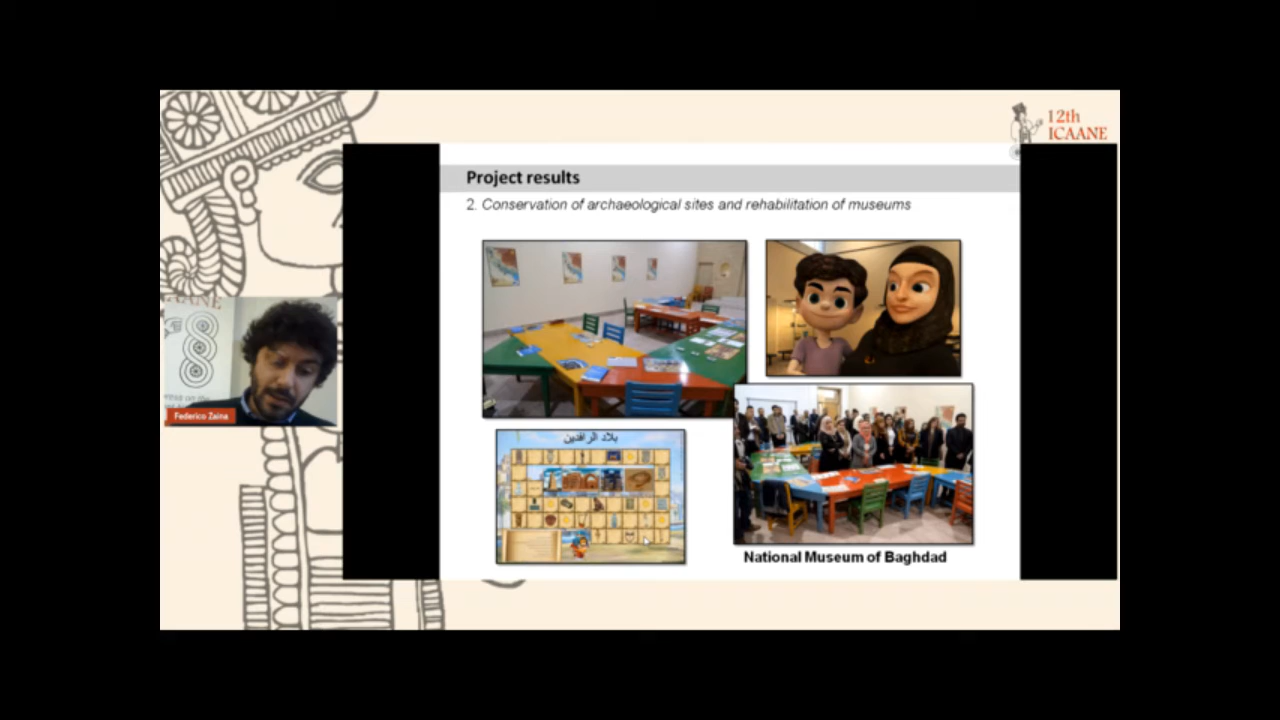 12th
ICAANE
Project results
2. Conservation of archaeological sites and rehabilitation of museums
بلاد الرافدين
Federico Zaina
National Museum of Baghdad